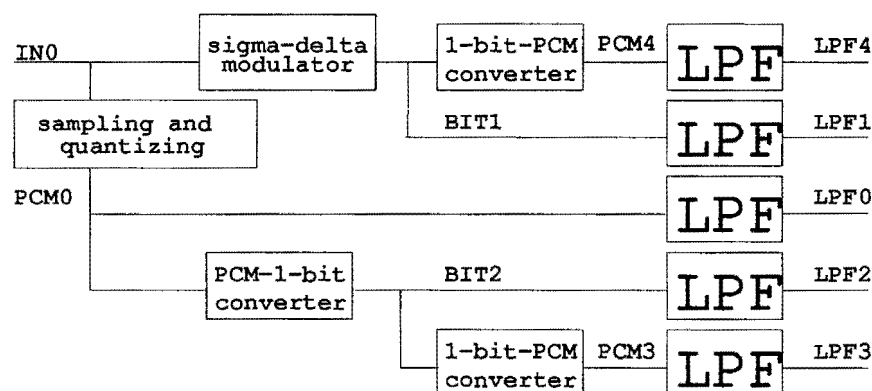 IN0
sigma-delta
modulator
1-bit-PCM
converter
PCM4
LPF
LPF4
sampling and
quantizing
BIT1
LPF
LPF1
PCM0
LPF
LPF0
PCM-1-bit
converter
BIT2
LPF
LPF2
1-bit-PCM
converter
PCM3
LPF
LPF3